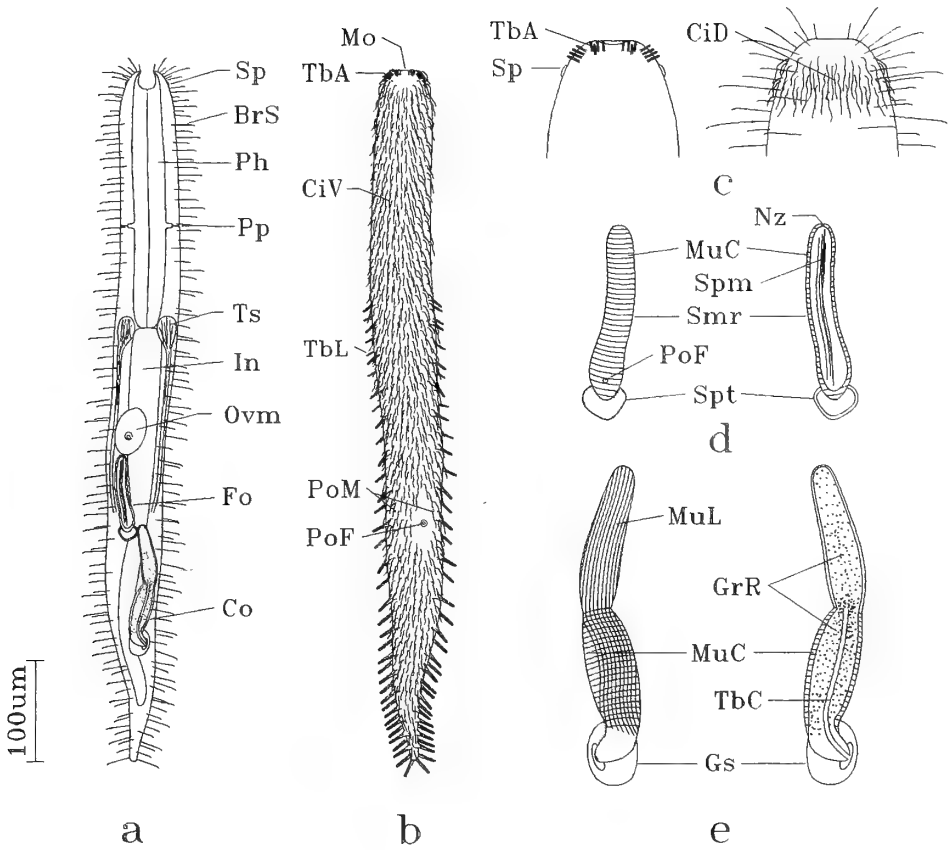 Sp
BrS
Ph
Pp
Ts
In
Ovm
Fo
Co
100um
a
Mo
TbA
CiV
TbL
PoM
PoF
b
TbA
Sp
CiD
c
Nz
MuC
Spm
Smr
PoF
Spt
d
MuL
GrR
MuC
TbC
Gs
e